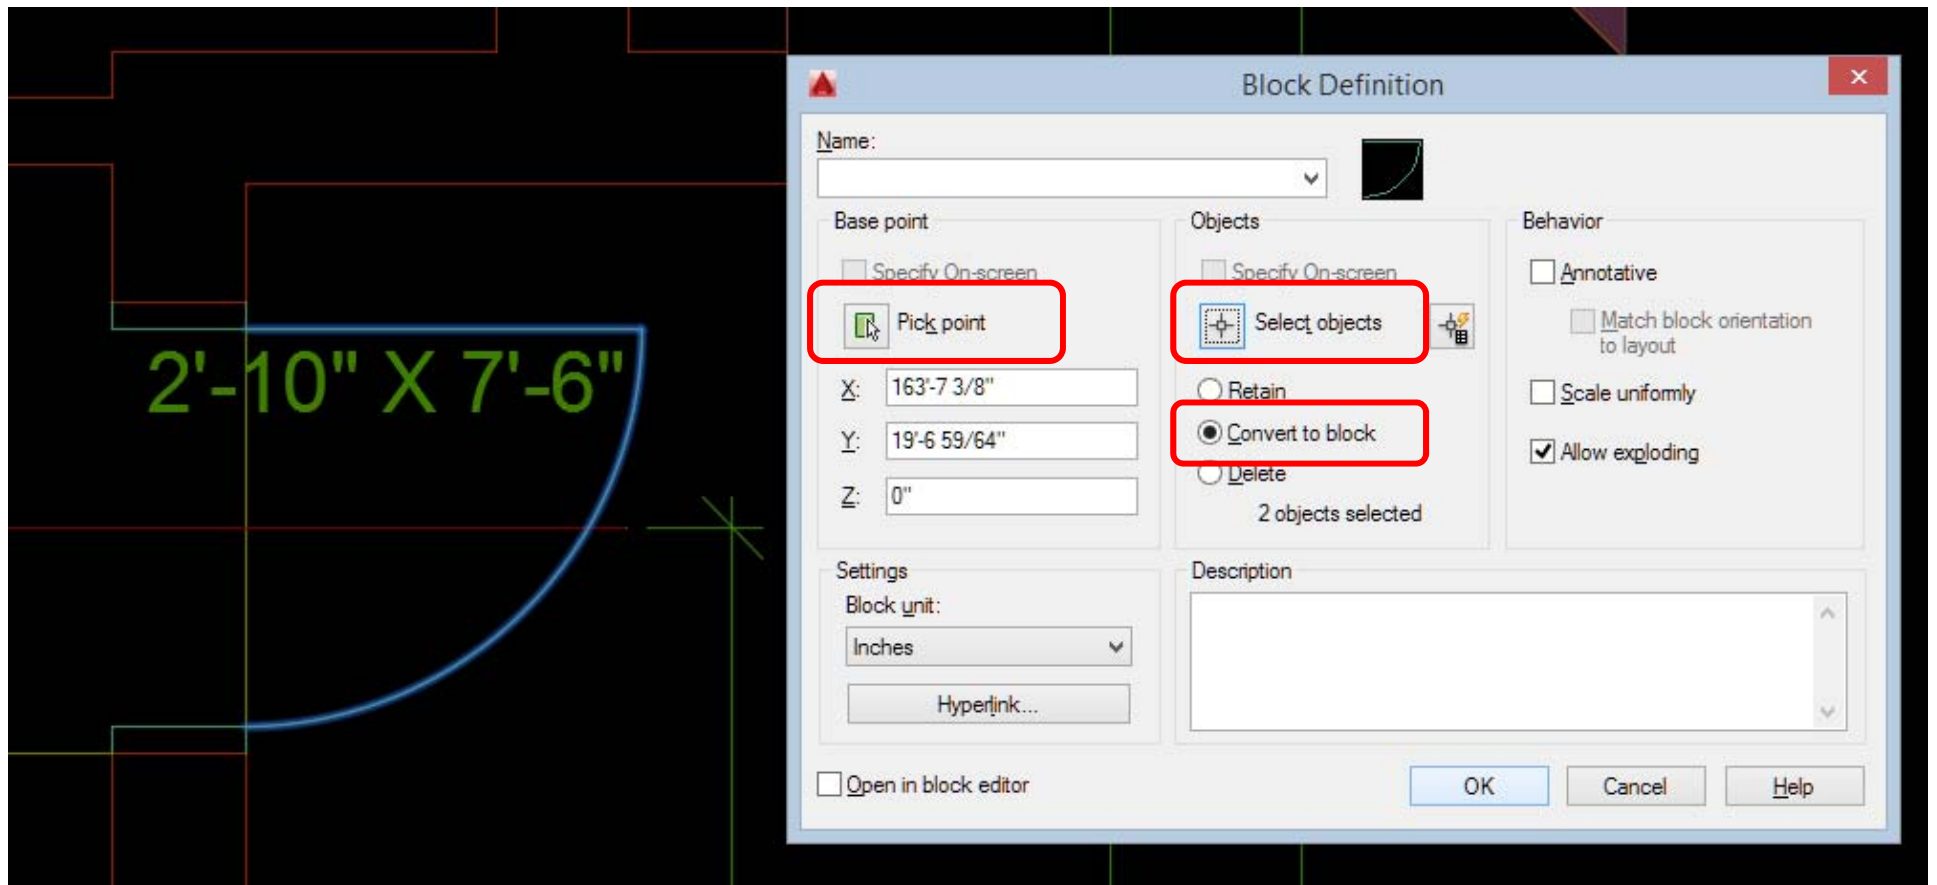 2'-10" X 7'-6"
Block Definition
Name:
Base point
Specify On-screen
Pick point
X: 163'-7 3/8"
Y: 19'-6 59/64"
Z: 0"
Objects
Specify On-screen
Select objects
Retain
Convert to block
Delete
2 objects selected
Behavior
Annotative
Match block orientation
to layout
Scale uniformly
Allow exploding
Settings
Block unit:
Inches
Hyperlink...
Description
Open in block editor
OK
Cancel
Help